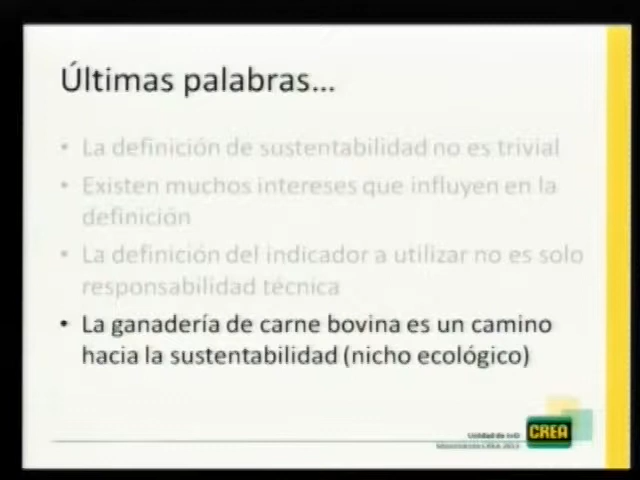 Últimas palabras...
• La definición de sustentabilidad no es trivial
• Existen muchos intereses que influyen en la
definición
• La definición del indicador a utilizar no es solo
responsabilidad técnica
• La ganadería de carne bovina es un camino
hacia la sustentabilidad (nicho ecológico)
Unidad de I+D
CREA